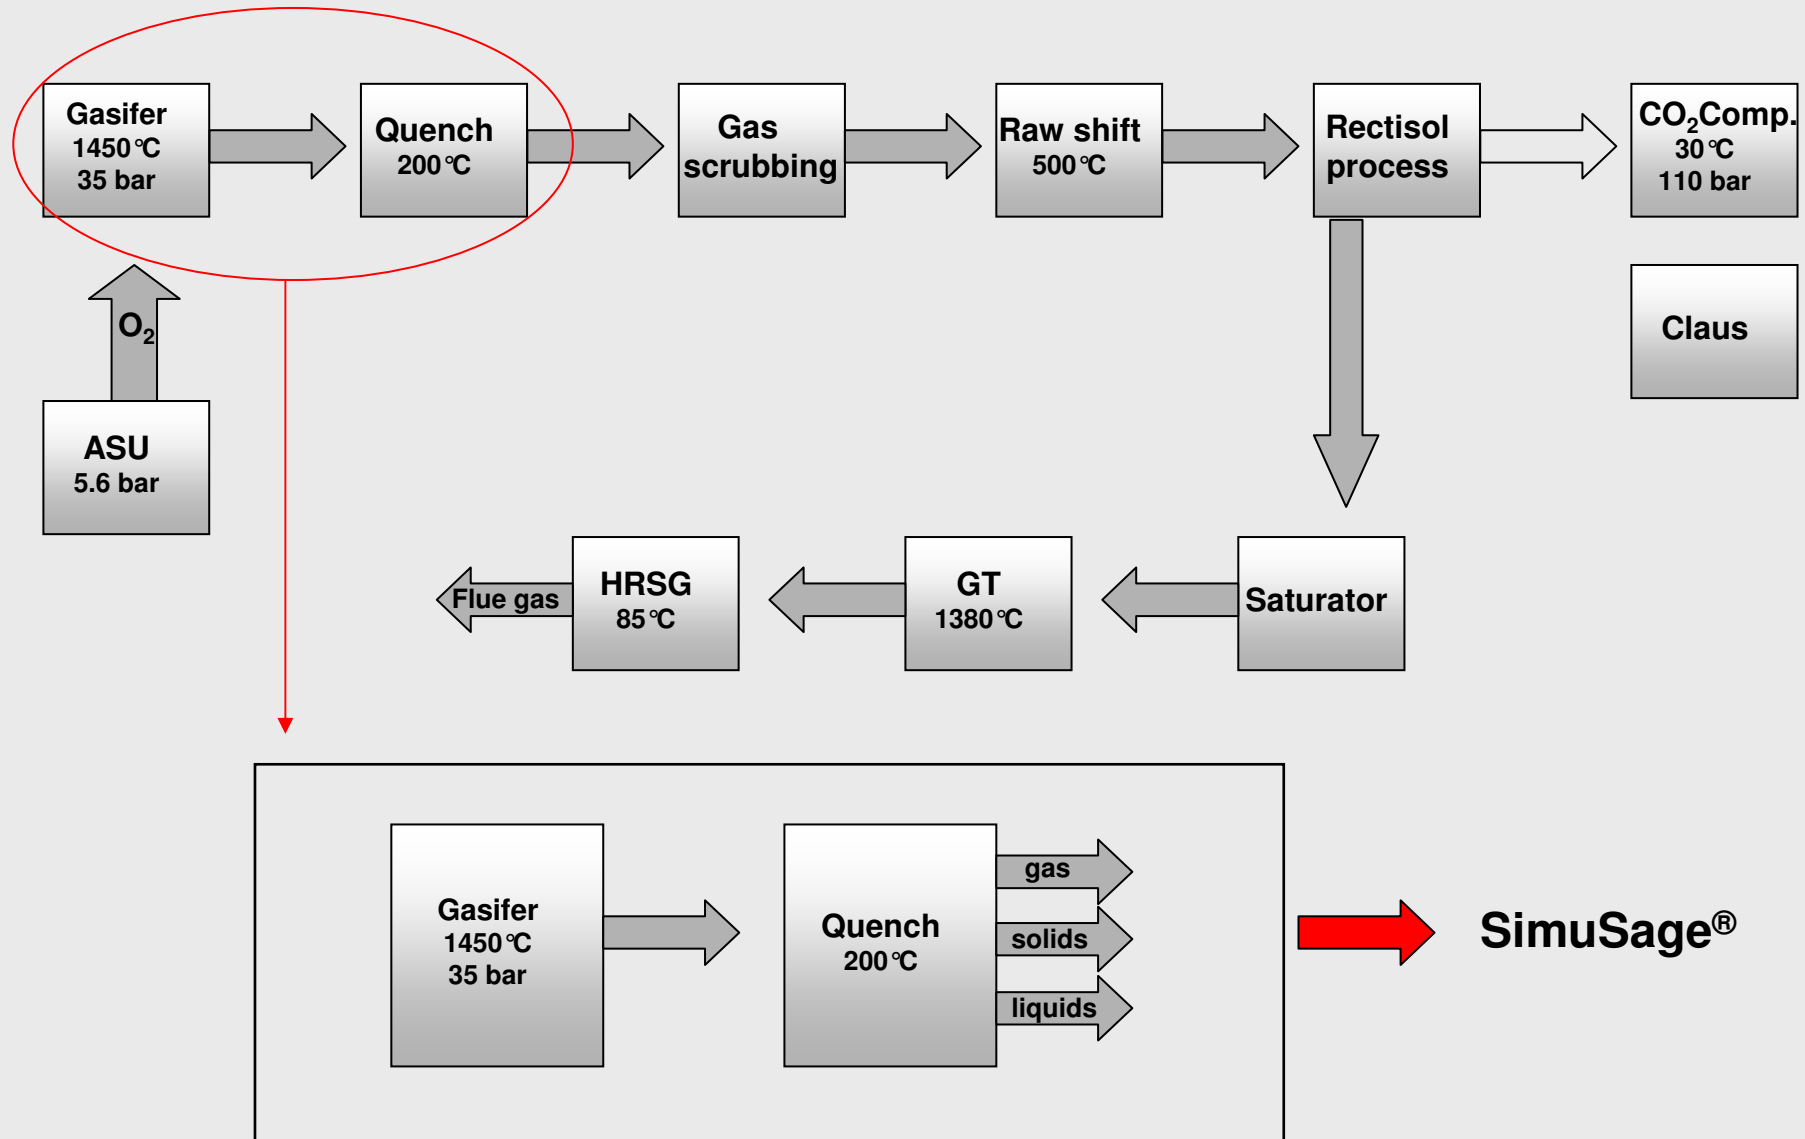 Gasifer
1450°C
35 bar
Quench
200°C
Gas
scrubbing
Raw shift
500°C
Rectisol
process
CO₂Comp.
30°C
110 bar
O₂
Claus
ASU
5.6 bar
Flue gas
HRSG
85°C
GT
1380°C
Saturator
Gasifer
1450°C
35 bar
Quench
200°C
gas
solids
liquids
SimuSage®